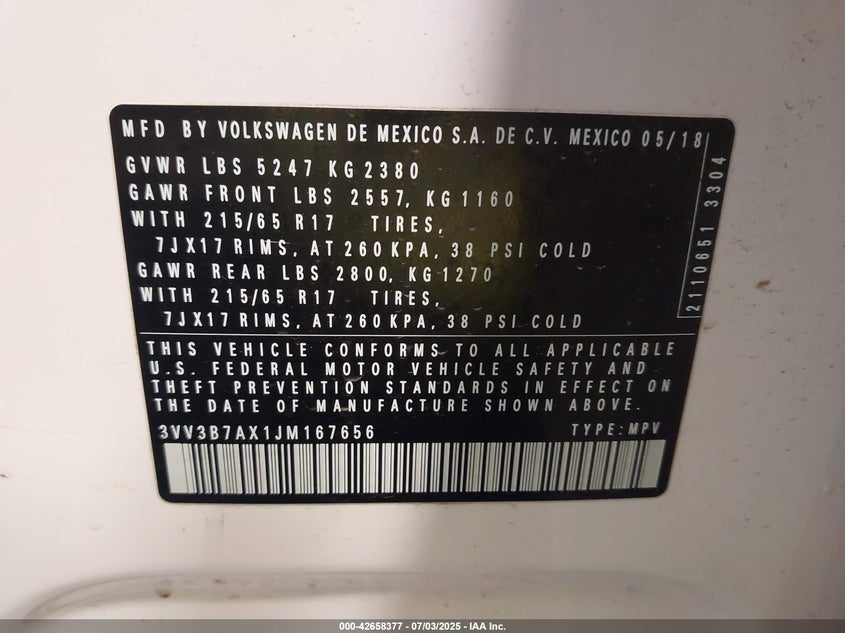 MFD BY VOLKSWAGEN DE MEXICO S.A. DE C.V. MEXICO 05/18
GVWR LBS 5247 KG 2380
GAWR FRONT LBS 2557, KG 1160
WITH 215/65 R17 TIRES,
7JX17 RIMS, AT 260KPA, 38 PSI COLD
GAWR REAR LBS 2800, KG 1270
WITH 215/65 R17 TIRES,
7JX17 RIMS, AT 260KPA, 38 PSI COLD
2110651 3304
THIS VEHICLE CONFORMS TO ALL APPLICABLE
U.S. FEDERAL MOTOR VEHICLE SAFETY AND
THEFT PREVENTION STANDARDS IN EFFECT ON
THE DATE OF MANUFACTURE SHOWN ABOVE.
3VV3B7AX1JM167656 TYPE: MPV
000-42658377 - 07/03/2025 - IAA Inc.